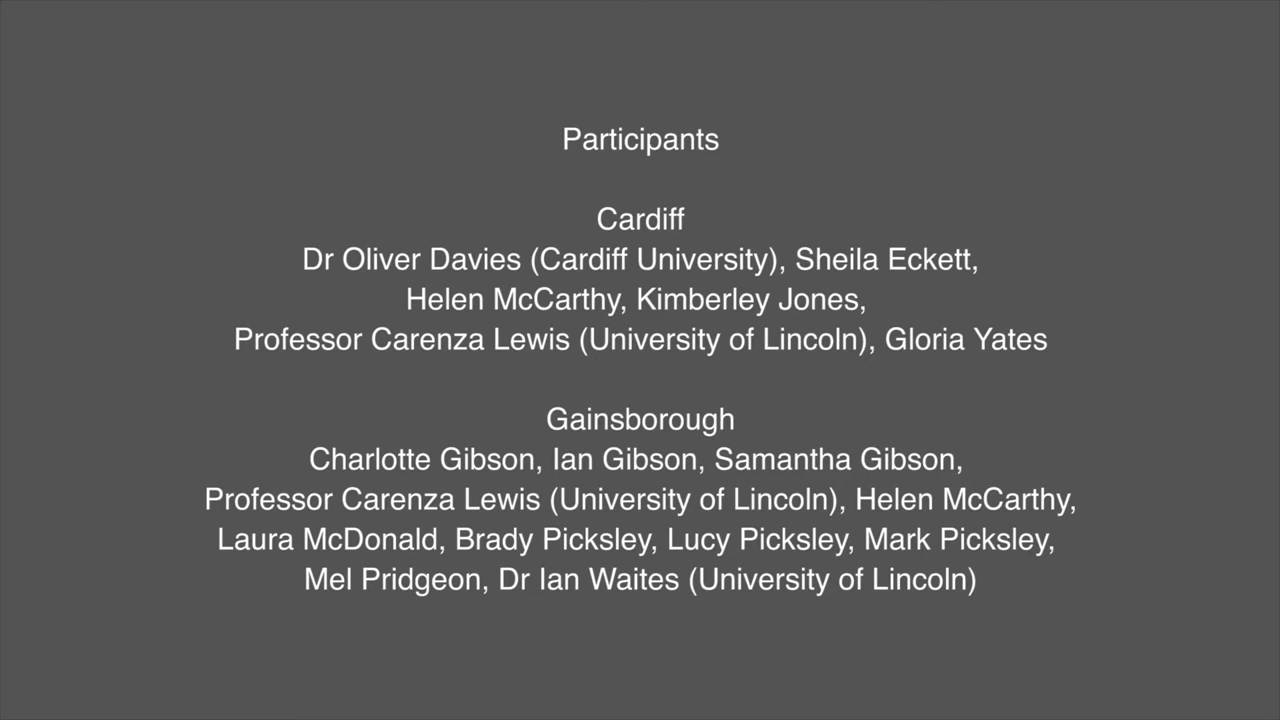 Participants
Cardiff
Dr Oliver Davies (Cardiff University), Sheila Eckett,
Helen McCarthy, Kimberley Jones,
Professor Carenza Lewis (University of Lincoln), Gloria Yates
Gainsborough
Charlotte Gibson, Ian Gibson, Samantha Gibson,
Professor Carenza Lewis (University of Lincoln), Helen McCarthy,
Laura McDonald, Brady Picksley, Lucy Picksley, Mark Picksley,
Mel Pridgeon, Dr Ian Waites (University of Lincoln)